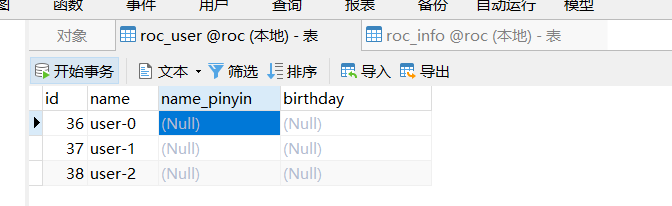 函数 事件 用户 查询 报表 备份 自动运行 模型
对象 roc_user @roc (本地) - 表 roc_info @roc (本地) - 表
开始事务 文本 筛选 排序 导入 导出
id name name_pinyin birthday
36 user-0 (Null) (Null)
37 user-1 (Null) (Null)
38 user-2 (Null) (Null)